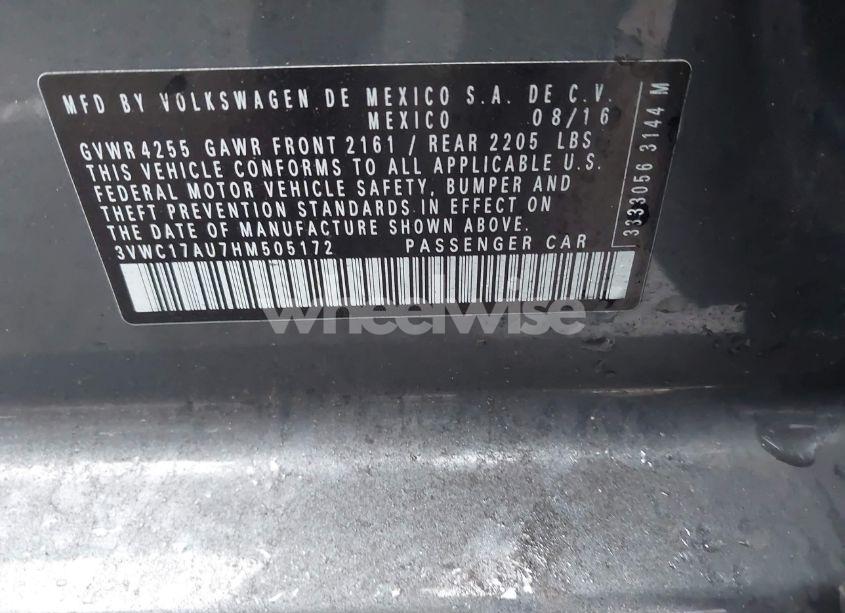 MFD BY VOLKSWAGEN DE MEXICO S.A. DE C.V.
MEXICO 08/16
GVWR 4255 GAWR FRONT 2161 / REAR 2205 LBS
THIS VEHICLE CONFORMS TO ALL APPLICABLE U.S.
FEDERAL MOTOR VEHICLE SAFETY, BUMPER AND
THEFT PREVENTION STANDARDS IN EFFECT ON
THE DATE OF MANUFACTURE SHOWN ABOVE.
3VWC17AU7HM505172 PASSENGER CAR
3333056 3144 M
wheelwise